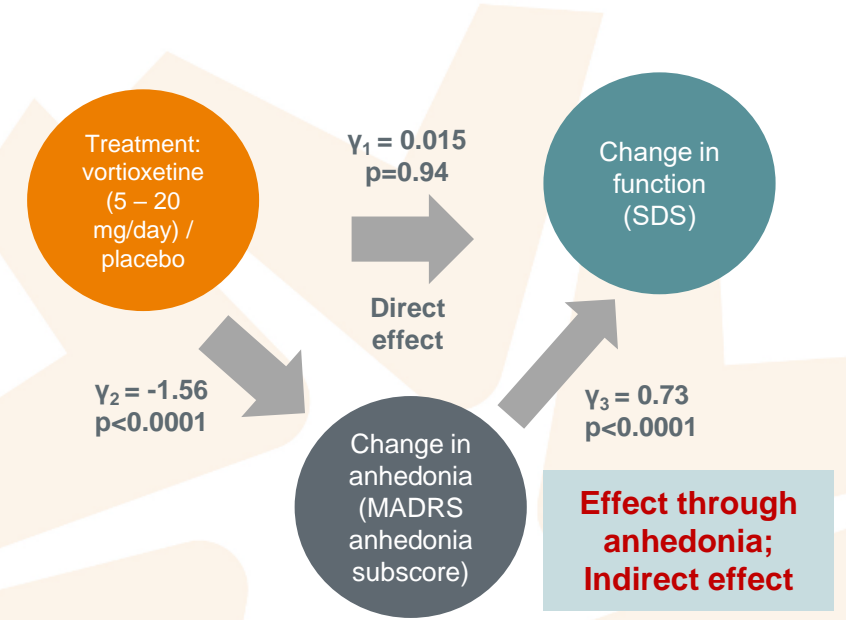 Treatment:
vortioxetine
(5 – 20
mg/day) /
placebo
γ₁ = 0.015
p=0.94
Direct
effect
Change in
function
(SDS)
γ₂ = -1.56
p<0.0001
Change in
anhedonia
(MADRS
anhedonia
subscore)
γ₃ = 0.73
p<0.0001
Effect through
anhedonia;
Indirect effect